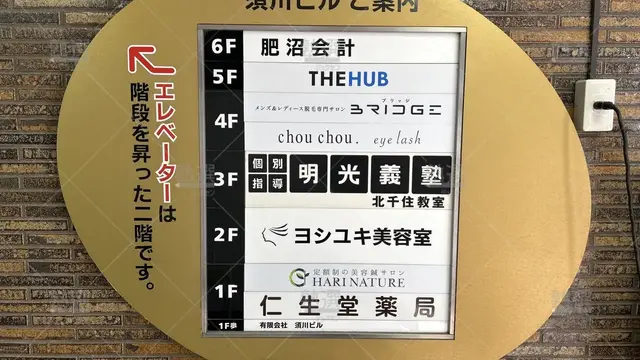 須川ビル ご案内
エレベーターは
階段を昇った二階です。
6F 肥沼会計
5F THE HUB
4F メンズ&レディース脱毛専門サロン
ブリッジ
BRIDGE
chou chou. eye lash
3F 個別指導 明光義塾
北千住教室
2F ヨシユキ美容室
1F 定額制の美容鍼サロン
HARI NATURE
仁生堂薬局
1F歩 有限会社 須川ビル